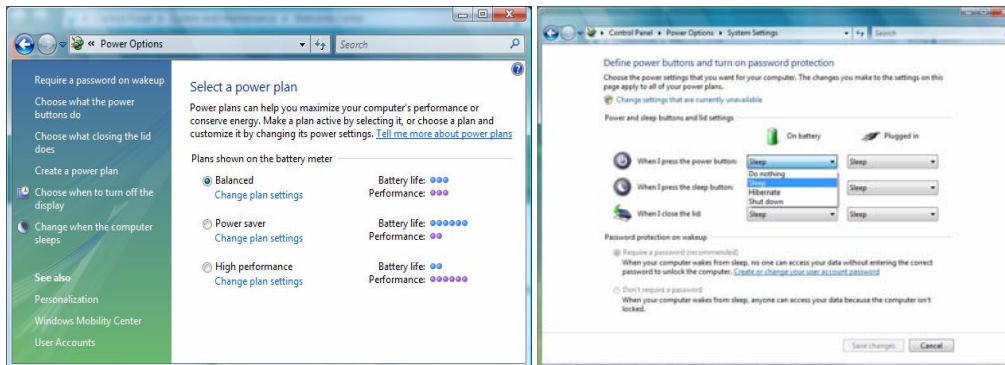 « Power Options
Search
Require a password on wakeup
Choose what the power
buttons do
Choose what closing the lid
does
Create a power plan
Choose when to turn off the
display
Change when the computer
sleeps
See also
Personalization
Windows Mobility Center
User Accounts
Select a power plan
Power plans can help you maximize your computer's performance or
conserve energy. Make a plan active by selecting it, or choose a plan and
customize it by changing its power settings. Tell me more about power plans
Plans shown on the battery meter
Balanced Battery life:
Change plan settings Performance:
Power saver Battery life:
Change plan settings Performance:
High performance Battery life:
Change plan settings Performance:
Control Panel Power Options System Settings
Search
Define power buttons and turn on password protection
Choose the power settings that you want for your computer. The changes you make to the settings on this
page apply to all of your power plans.
Change settings that are currently unavailable
Power and sleep buttons and lid settings
On battery Plugged in
When I press the power button: Sleep Sleep
Do nothing
Sleep
Hibernate
Shut down
When I press the sleep button: Sleep
When I close the lid: Sleep Sleep
Password protection on wakeup
Require a password (recommended)
When your computer wakes from sleep, no one can access your data without entering the correct
password to unlock the computer. Create or change your user account password
Don't require a password
When your computer wakes from sleep, anyone can access your data because the computer isn't
locked.
Save changes Cancel